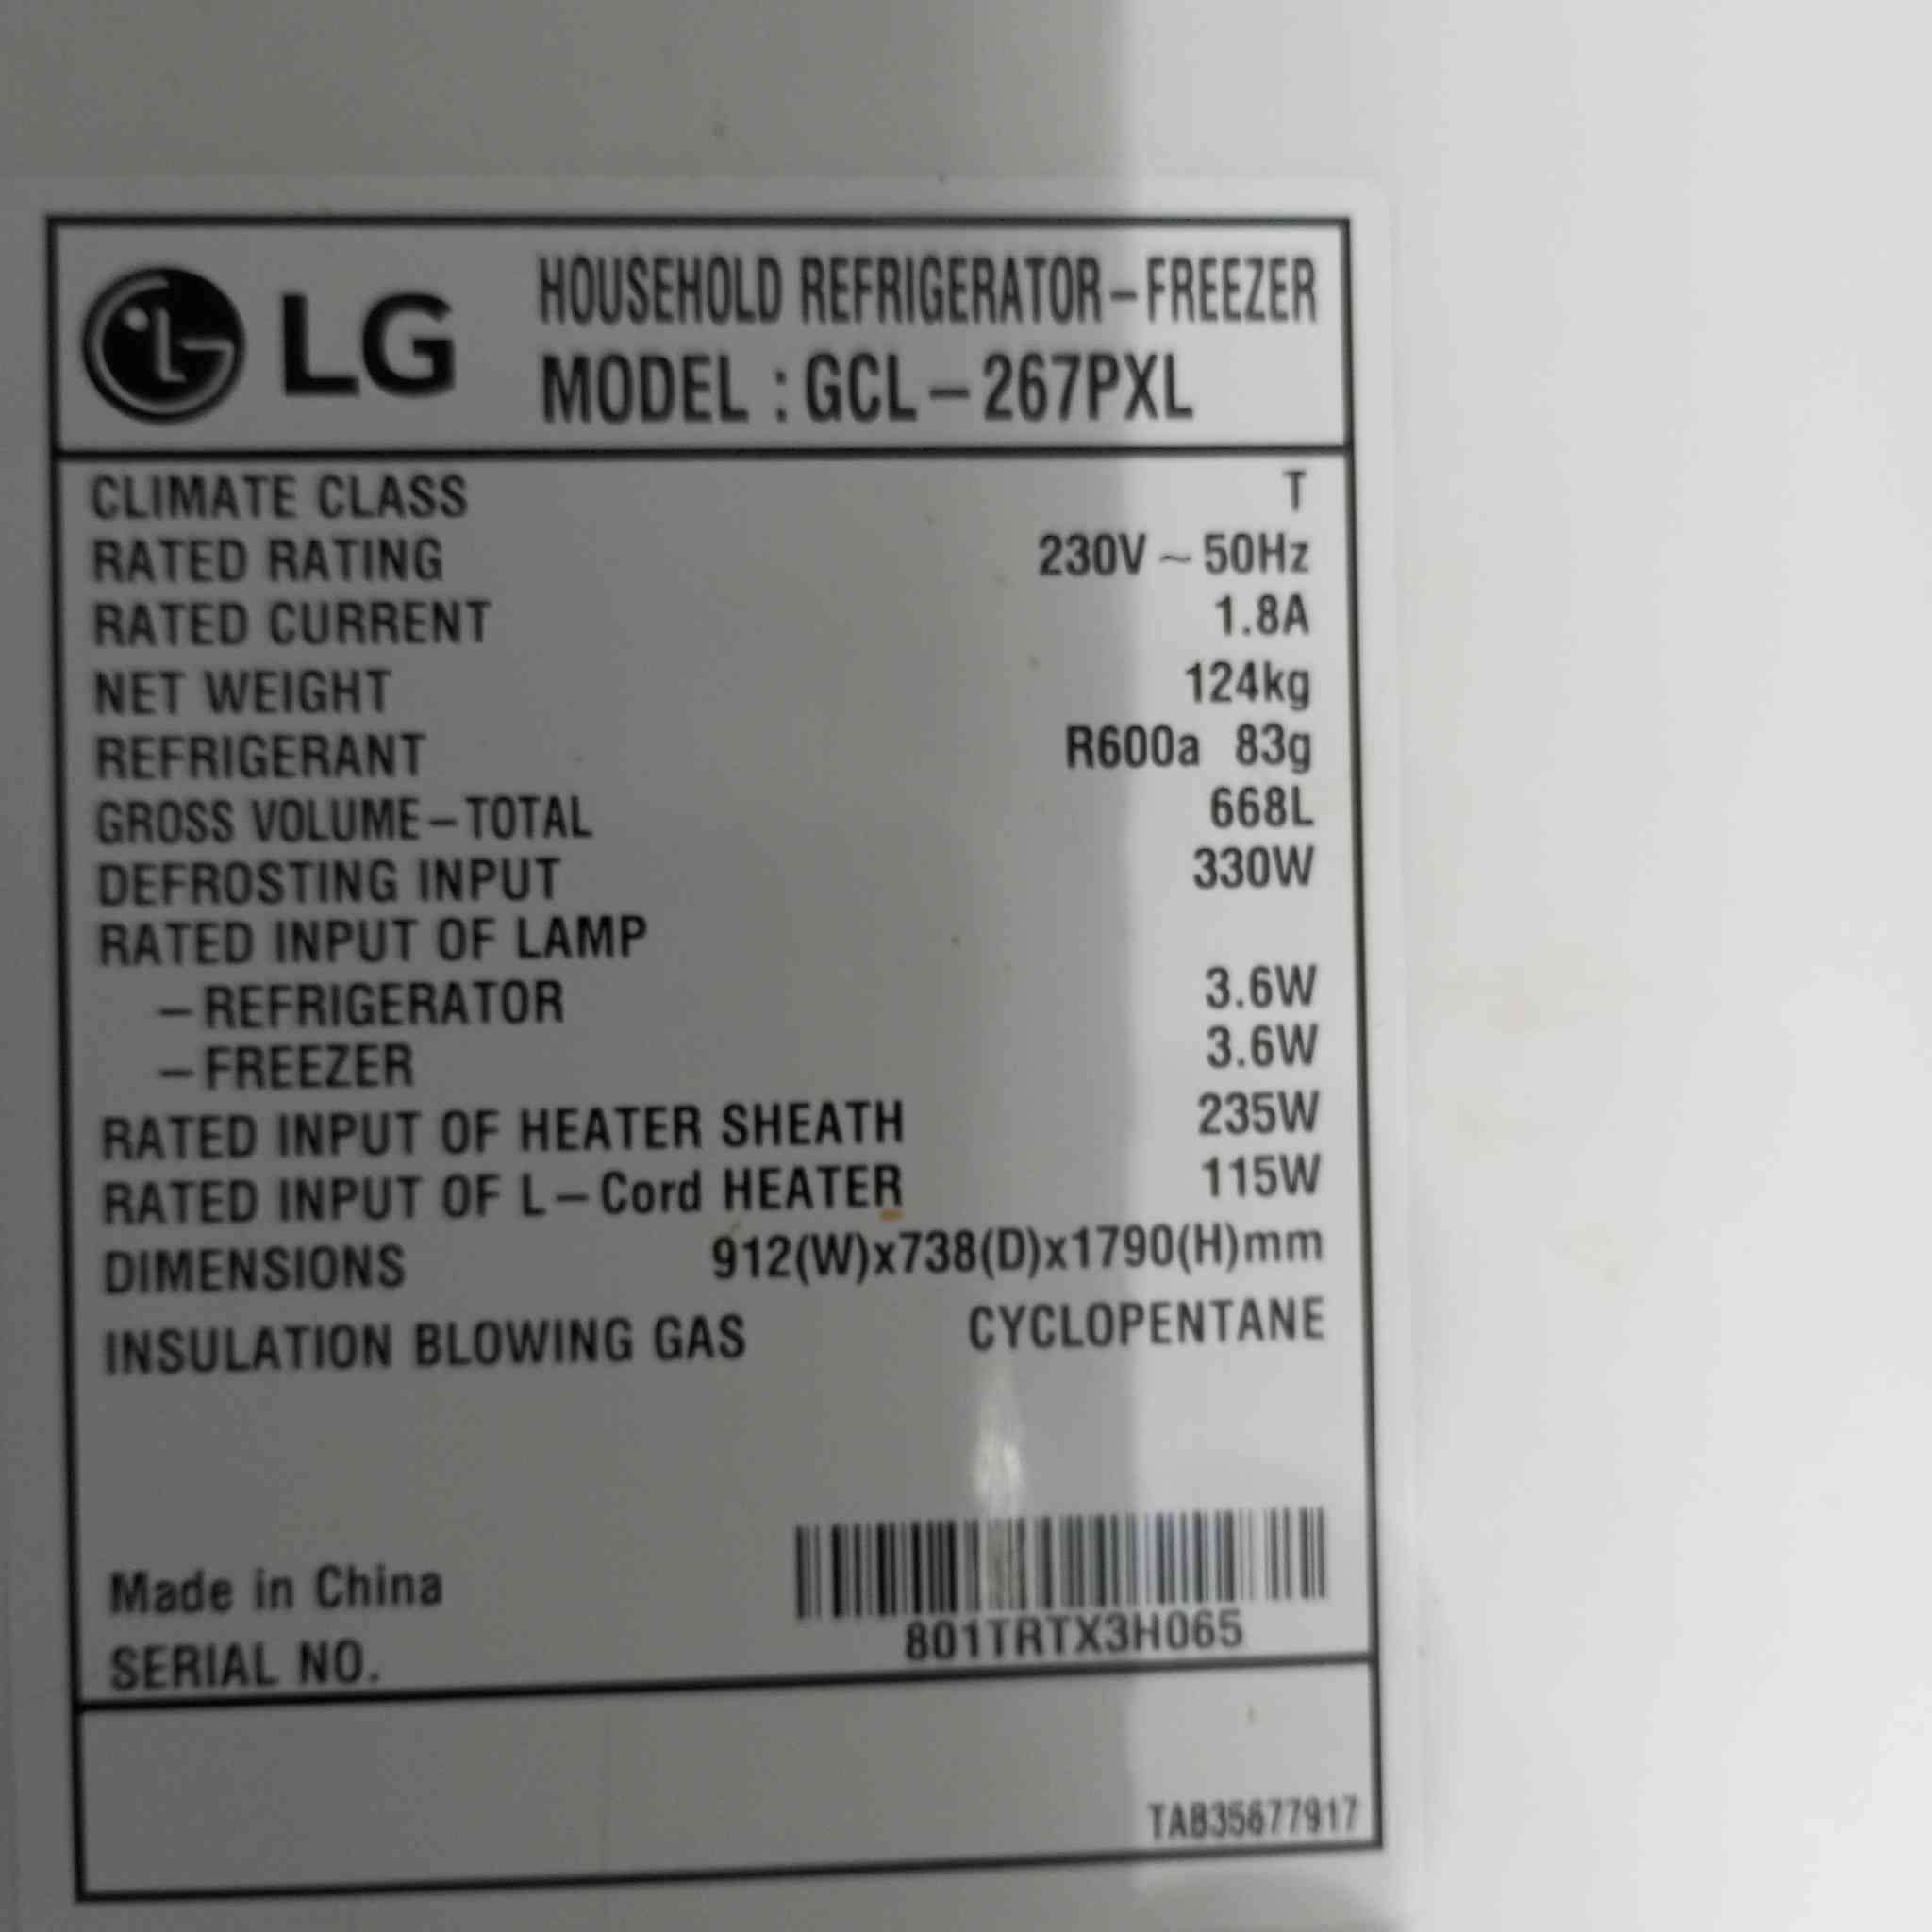 LG
HOUSEHOLD REFRIGERATOR-FREEZER
MODEL : GCL-267PXL
CLIMATE CLASS T
RATED RATING 230V ~ 50Hz
RATED CURRENT 1.8A
NET WEIGHT 124kg
REFRIGERANT R600a 83g
GROSS VOLUME-TOTAL 668L
DEFROSTING INPUT 330W
RATED INPUT OF LAMP
-REFRIGERATOR 3.6W
-FREEZER 3.6W
RATED INPUT OF HEATER SHEATH 235W
RATED INPUT OF L-Cord HEATER 115W
DIMENSIONS 912(W)x738(D)x1790(H)mm
INSULATION BLOWING GAS CYCLOPENTANE
Made in China
SERIAL NO. 801TRTX3H065
TAB35677917